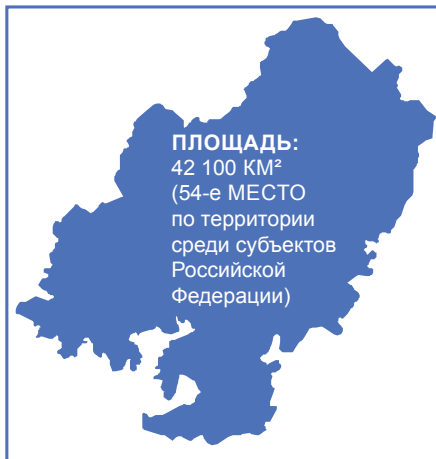 ПЛОЩАДЬ:
42 100 КМ²
(54-е МЕСТО
по территории
среди субъектов
Российской
Федерации)